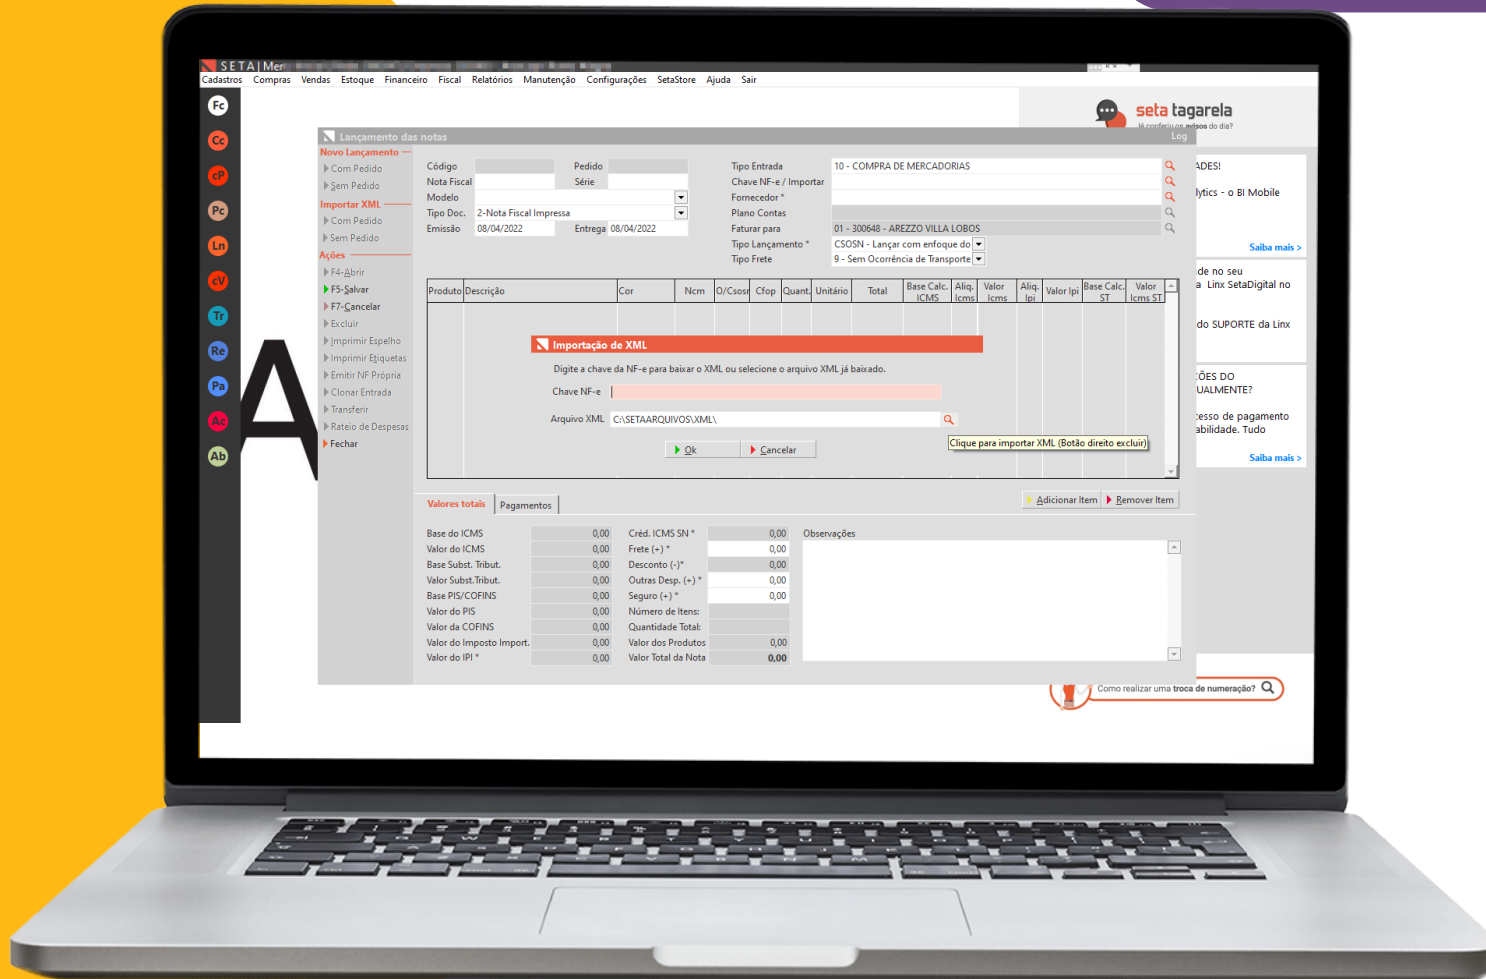 SETA|Mer
Cadastros Compras Vendas Estoque Financeiro Fiscal Relatórios Manutenção Configurações SetaStore Ajuda Sair
Fc
Cc
cP
Pc
Ln
cV
Tr
Re
Pa
Ac
Ab
A
seta tagarela
Já conferiu os avisos do dia?
Lançamento das notas
Log
Novo Lançamento
Com Pedido
Sem Pedido
Importar XML
Com Pedido
Sem Pedido
Ações
F4-Abrir
F5-Salvar
F7-Cancelar
Excluir
Imprimir Espelho
Imprimir Etiquetas
Emitir NF Própria
Clonar Entrada
Transferir
Rateio de Despesas
Fechar
Código Pedido
Nota Fiscal Série
Modelo
Tipo Doc. 2-Nota Fiscal Impressa
Emissão 08/04/2022 Entrega 08/04/2022
Tipo Entrada 10 - COMPRA DE MERCADORIAS
Chave NF-e / Importar
Fornecedor *
Plano Contas
Faturar para 01 - 300648 - AREZZO VILLA LOBOS
Tipo Lançamento * CSOSN - Lançar com enfoque do
Tipo Frete 9 - Sem Ocorrência de Transporte
Produto Descrição Cor Ncm O/Csosn Cfop Quant. Unitário Total Base Calc. ICMS Aliq. Icms Valor Icms Aliq. Ipi Valor Ipi Base Calc. ST Valor Icms ST
Importação de XML
Digite a chave da NF-e para baixar o XML ou selecione o arquivo XML já baixado.
Chave NF-e
Arquivo XML C:\SETAARQUIVOS\XML\
Ok Cancelar
Clique para importar XML (Botão direito excluir)
Adicionar Item Remover Item
Valores totais Pagamentos
Base do ICMS 0,00
Valor do ICMS 0,00
Base Subst. Tribut. 0,00
Valor Subst.Tribut. 0,00
Base PIS/COFINS 0,00
Valor do PIS 0,00
Valor da COFINS 0,00
Valor do Imposto Import. 0,00
Valor do IPI * 0,00
Créd. ICMS SN * 0,00
Frete (+) * 0,00
Desconto (-)* 0,00
Outras Desp. (+) * 0,00
Seguro (+) * 0,00
Número de Itens:
Quantidade Total:
Valor dos Produtos 0,00
Valor Total da Nota 0,00
Observações
ADES!
lytics - o BI Mobile
Saiba mais >
de no seu
a Linx SetaDigital no
do SUPORTE da Linx
ÇÕES DO
UALMENTE?
cesso de pagamento
abilidade. Tudo
Saiba mais >
Como realizar uma troca de numeração?